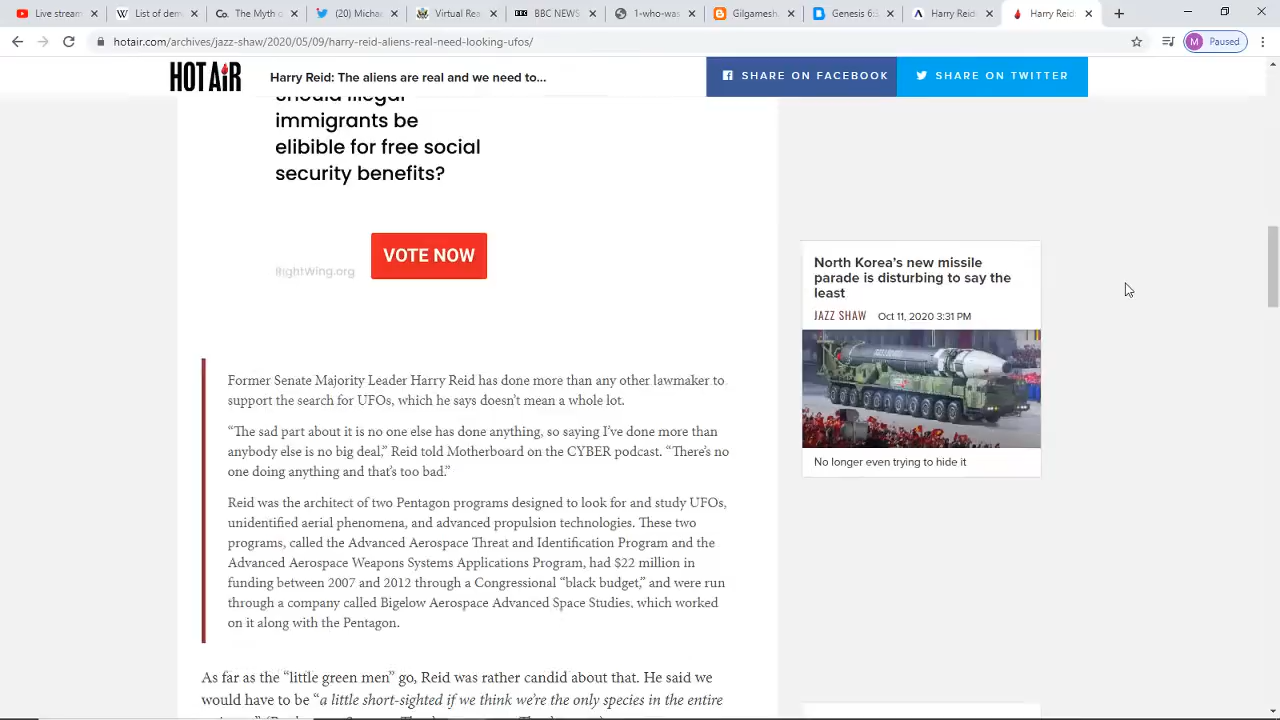 Live stream
List of dem
Co. The Myth o
(20) Micha
Virtual Rea
BBC NEWS
1-who-was
Gilgamesh
Genesis 6
Harry Reid
Harry Reid:
Paused
hotair.com/archives/jazz-shaw/2020/05/09/harry-reid-aliens-real-need-looking-ufos/
HOT AIR
Harry Reid: The aliens are real and we need to...
SHARE ON FACEBOOK
SHARE ON TWITTER
Should illegal
immigrants be
elibible for free social
security benefits?
VOTE NOW
RightWing.org
North Korea's new missile
parade is disturbing to say the
least
JAZZ SHAW Oct 11, 2020 3:31 PM
No longer even trying to hide it
Former Senate Majority Leader Harry Reid has done more than any other lawmaker to
support the search for UFOs, which he says doesn't mean a whole lot.
“The sad part about it is no one else has done anything, so saying I've done more than
anybody else is no big deal,” Reid told Motherboard on the CYBER podcast. “There's no
one doing anything and that's too bad.”
Reid was the architect of two Pentagon programs designed to look for and study UFOs,
unidentified aerial phenomena, and advanced propulsion technologies. These two
programs, called the Advanced Aerospace Threat and Identification Program and the
Advanced Aerospace Weapons Systems Applications Program, had $22 million in
funding between 2007 and 2012 through a Congressional “black budget,” and were run
through a company called Bigelow Aerospace Advanced Space Studies, which worked
on it along with the Pentagon.
As far as the “little green men” go, Reid was rather candid about that. He said we
would have to be “a little short-sighted if we think we're the only species in the entire